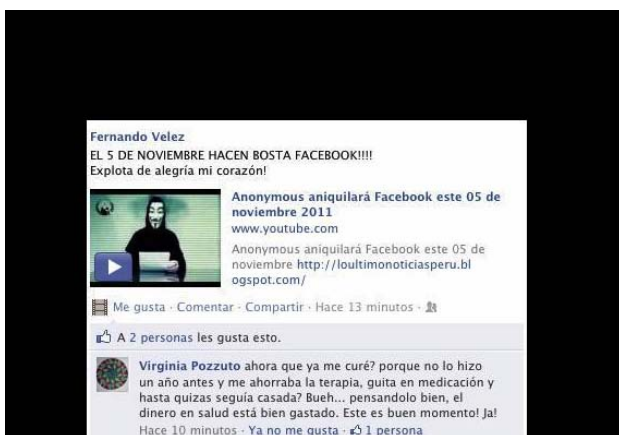 Fernando Velez
EL 5 DE NOVIEMBRE HACEN BOSTA FACEBOOK!!!!
Explota de alegría mi corazón!
Anonymous aniquilará Facebook este 05 de
noviembre 2011
www.youtube.com
Anonymous aniquilará Facebook este 05 de
noviembre http://loultimonoticiasperu.bl
ogspot.com/
Me gusta · Comentar · Compartir · Hace 13 minutos ·
A 2 personas les gusta esto.
Virginia Pozzuto ahora que ya me curé? porque no lo hizo
un año antes y me ahorraba la terapia, guita en medicación y
hasta quizas seguía casada? Bueh... pensandolo bien, el
dinero en salud está bien gastado. Este es buen momento! Ja!
Hace 10 minutos · Ya no me gusta · 1 persona